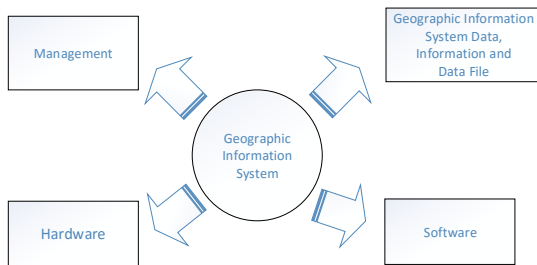 Management
Geographic Information
System Data,
Information and
Data File
Geographic
Information
System
Hardware
Software